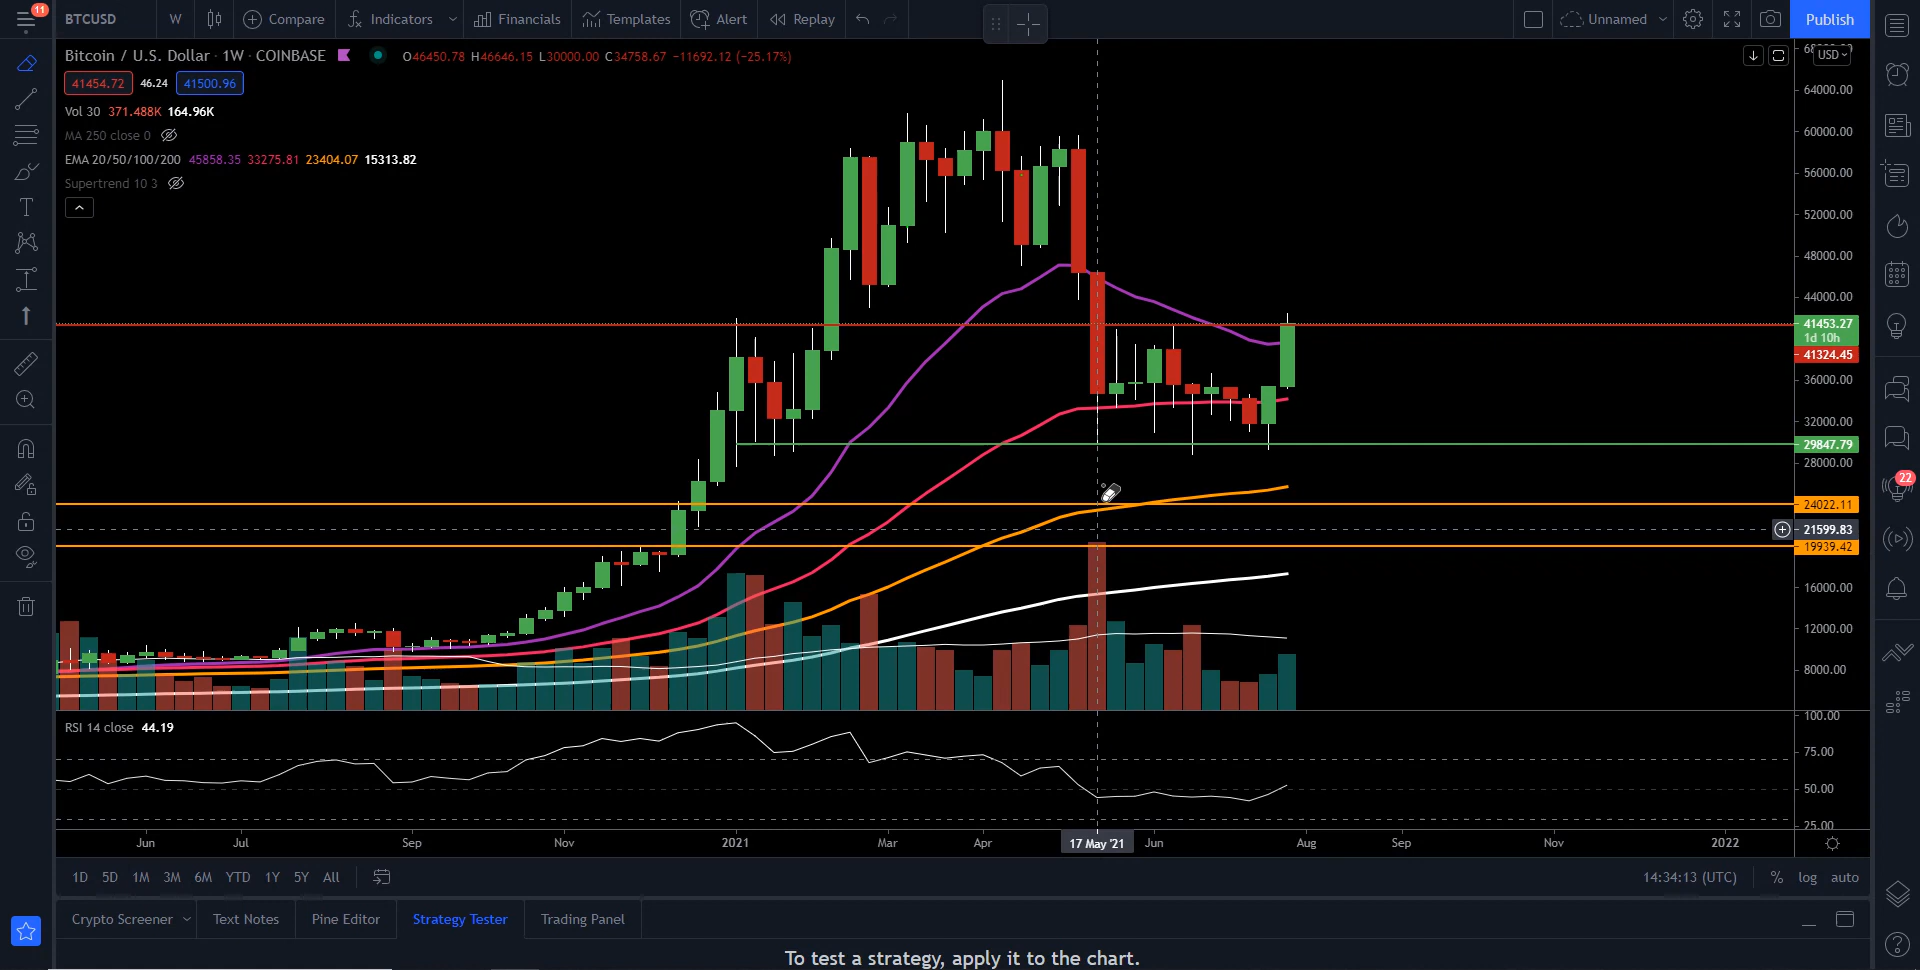 11
BTCUSD W Compare Indicators Financials Templates Alert Replay Unnamed Publish
Bitcoin / U.S. Dollar · 1W · COINBASE O46450.78 H46646.15 L30000.00 C34758.67 −11692.12 (−25.17%)
USD
41454.72 46.24 41500.96
Vol 30 371.488K 164.96K
MA 250 close 0
EMA 20/50/100/200 45858.35 33275.81 23404.07 15313.82
Supertrend 10 3
64000.00
60000.00
56000.00
52000.00
48000.00
44000.00
41453.27
1d 10h
41324.45
36000.00
32000.00
29847.79
28000.00
24022.11
21599.83
19939.42
16000.00
12000.00
8000.00
22
RSI 14 close 44.19
100.00
75.00
50.00
25.00
Jun Jul Sep Nov 2021 Mar Apr 17 May '21 Jun Aug Sep Nov 2022
1D 5D 1M 3M 6M YTD 1Y 5Y All 14:34:13 (UTC) % log auto
Crypto Screener Text Notes Pine Editor Strategy Tester Trading Panel
To test a strategy, apply it to the chart.